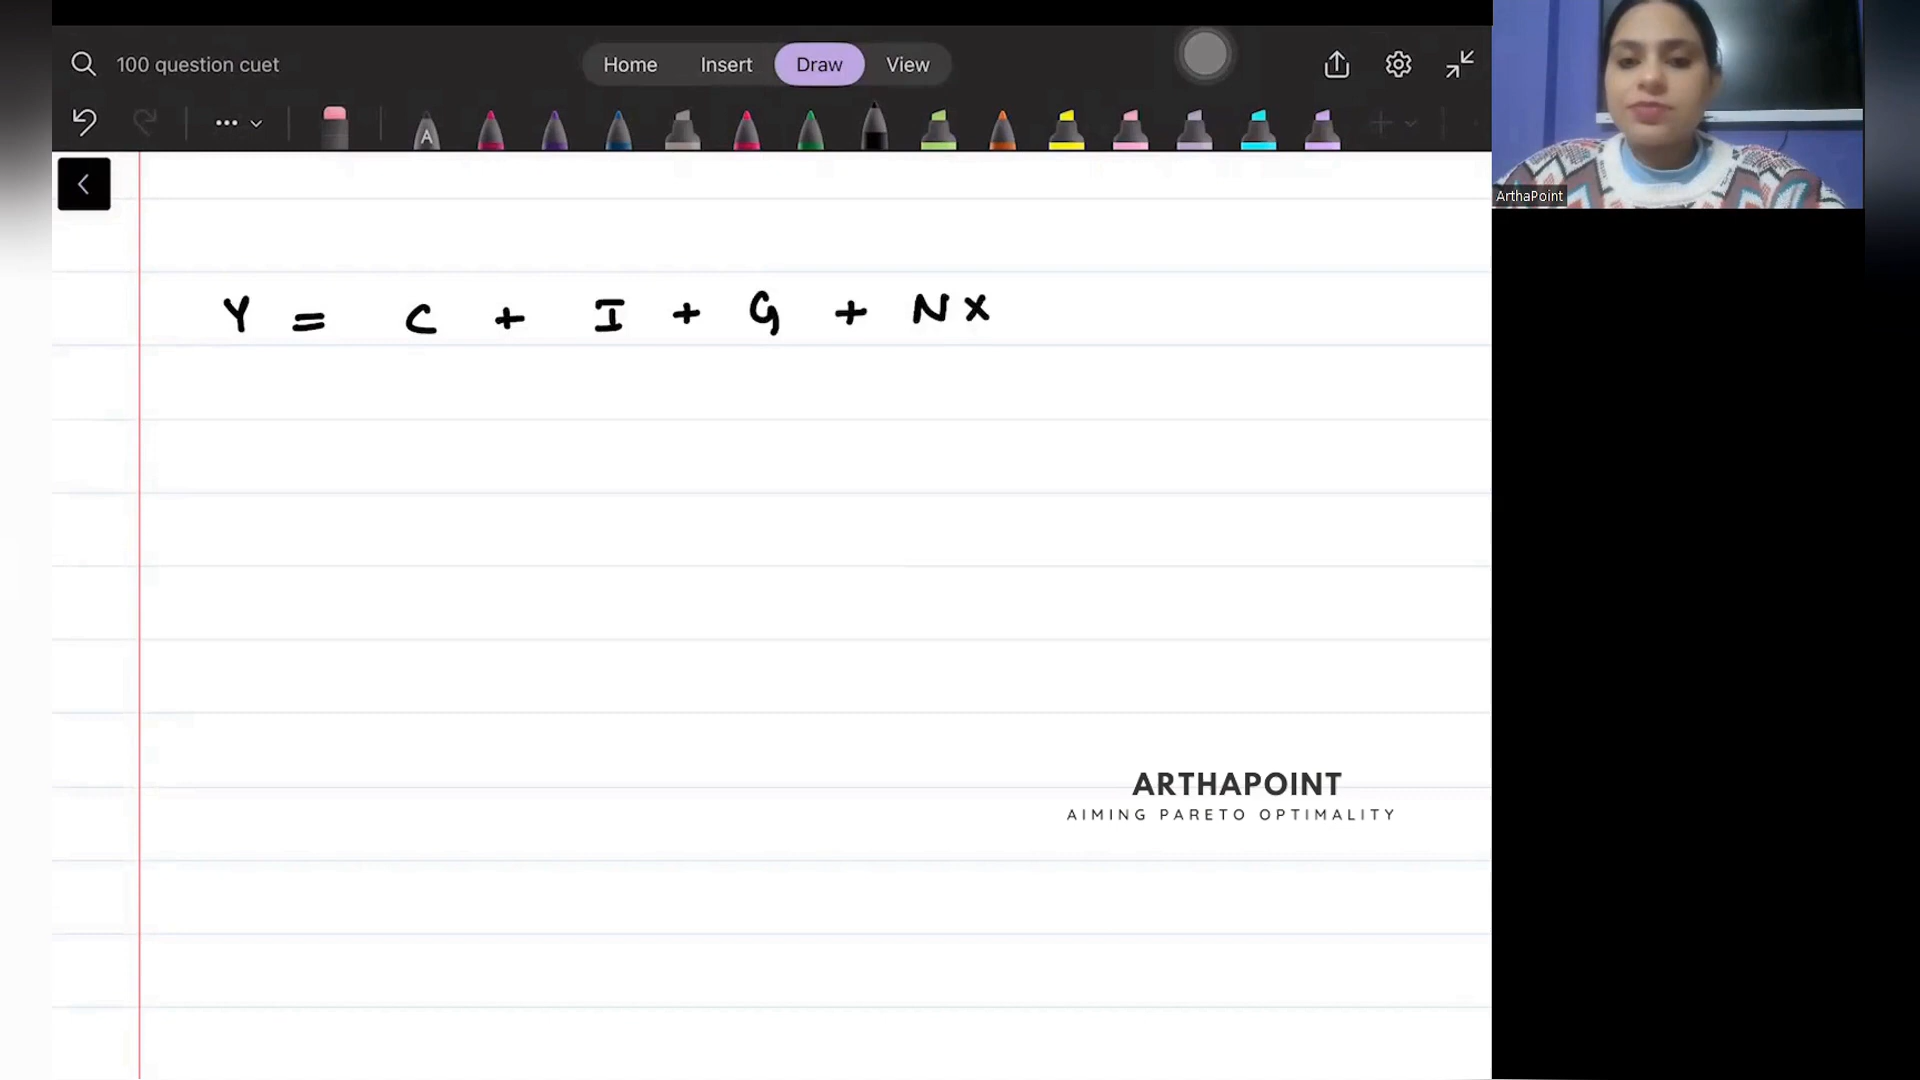 100 question cuet
Home Insert Draw View
A
ArthaPoint
Y = C + I + G + NX
ARTHAPOINT
AIMING PARETO OPTIMALITY